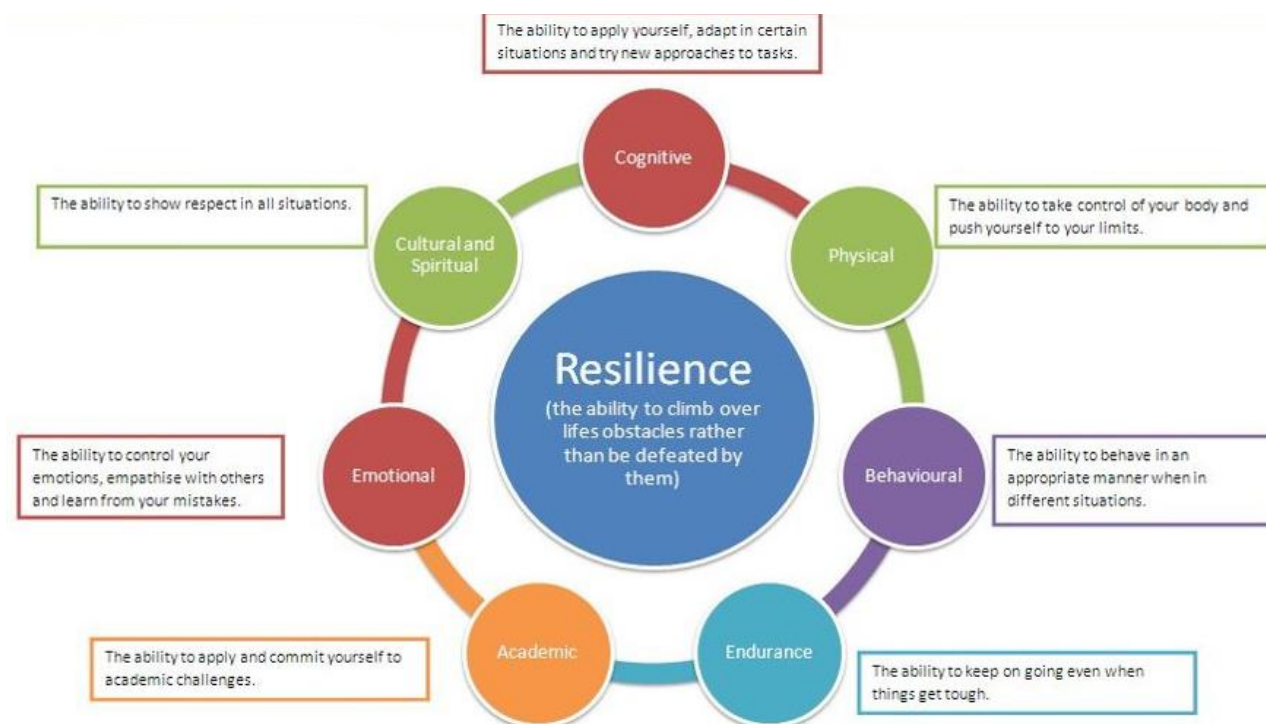 The ability to apply yourself, adapt in certain
situations and try new approaches to tasks.
Cognitive
The ability to show respect in all situations.
Cultural and
Spiritual
Physical
The ability to take control of your body and
push yourself to your limits.
Resilience
(the ability to climb over
lifes obstacles rather
than be defeated by
them)
The ability to control your
emotions, empathise with others
and learn from your mistakes.
Emotional
Behavioural
The ability to behave in an
appropriate manner when in
different situations.
The ability to apply and commit yourself to
academic challenges.
Academic
Endurance
The ability to keep on going even when
things get tough.